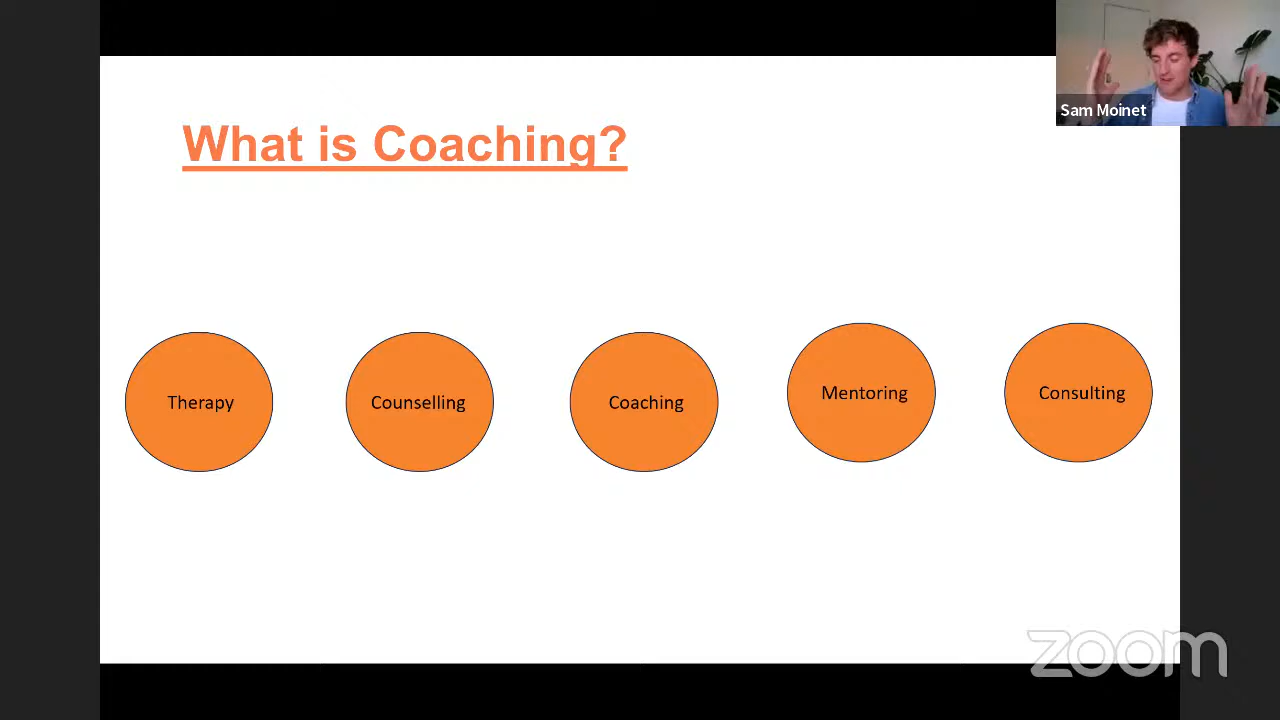 Sam Moinet
What is Coaching?
Therapy
Counselling
Coaching
Mentoring
Consulting
zoom